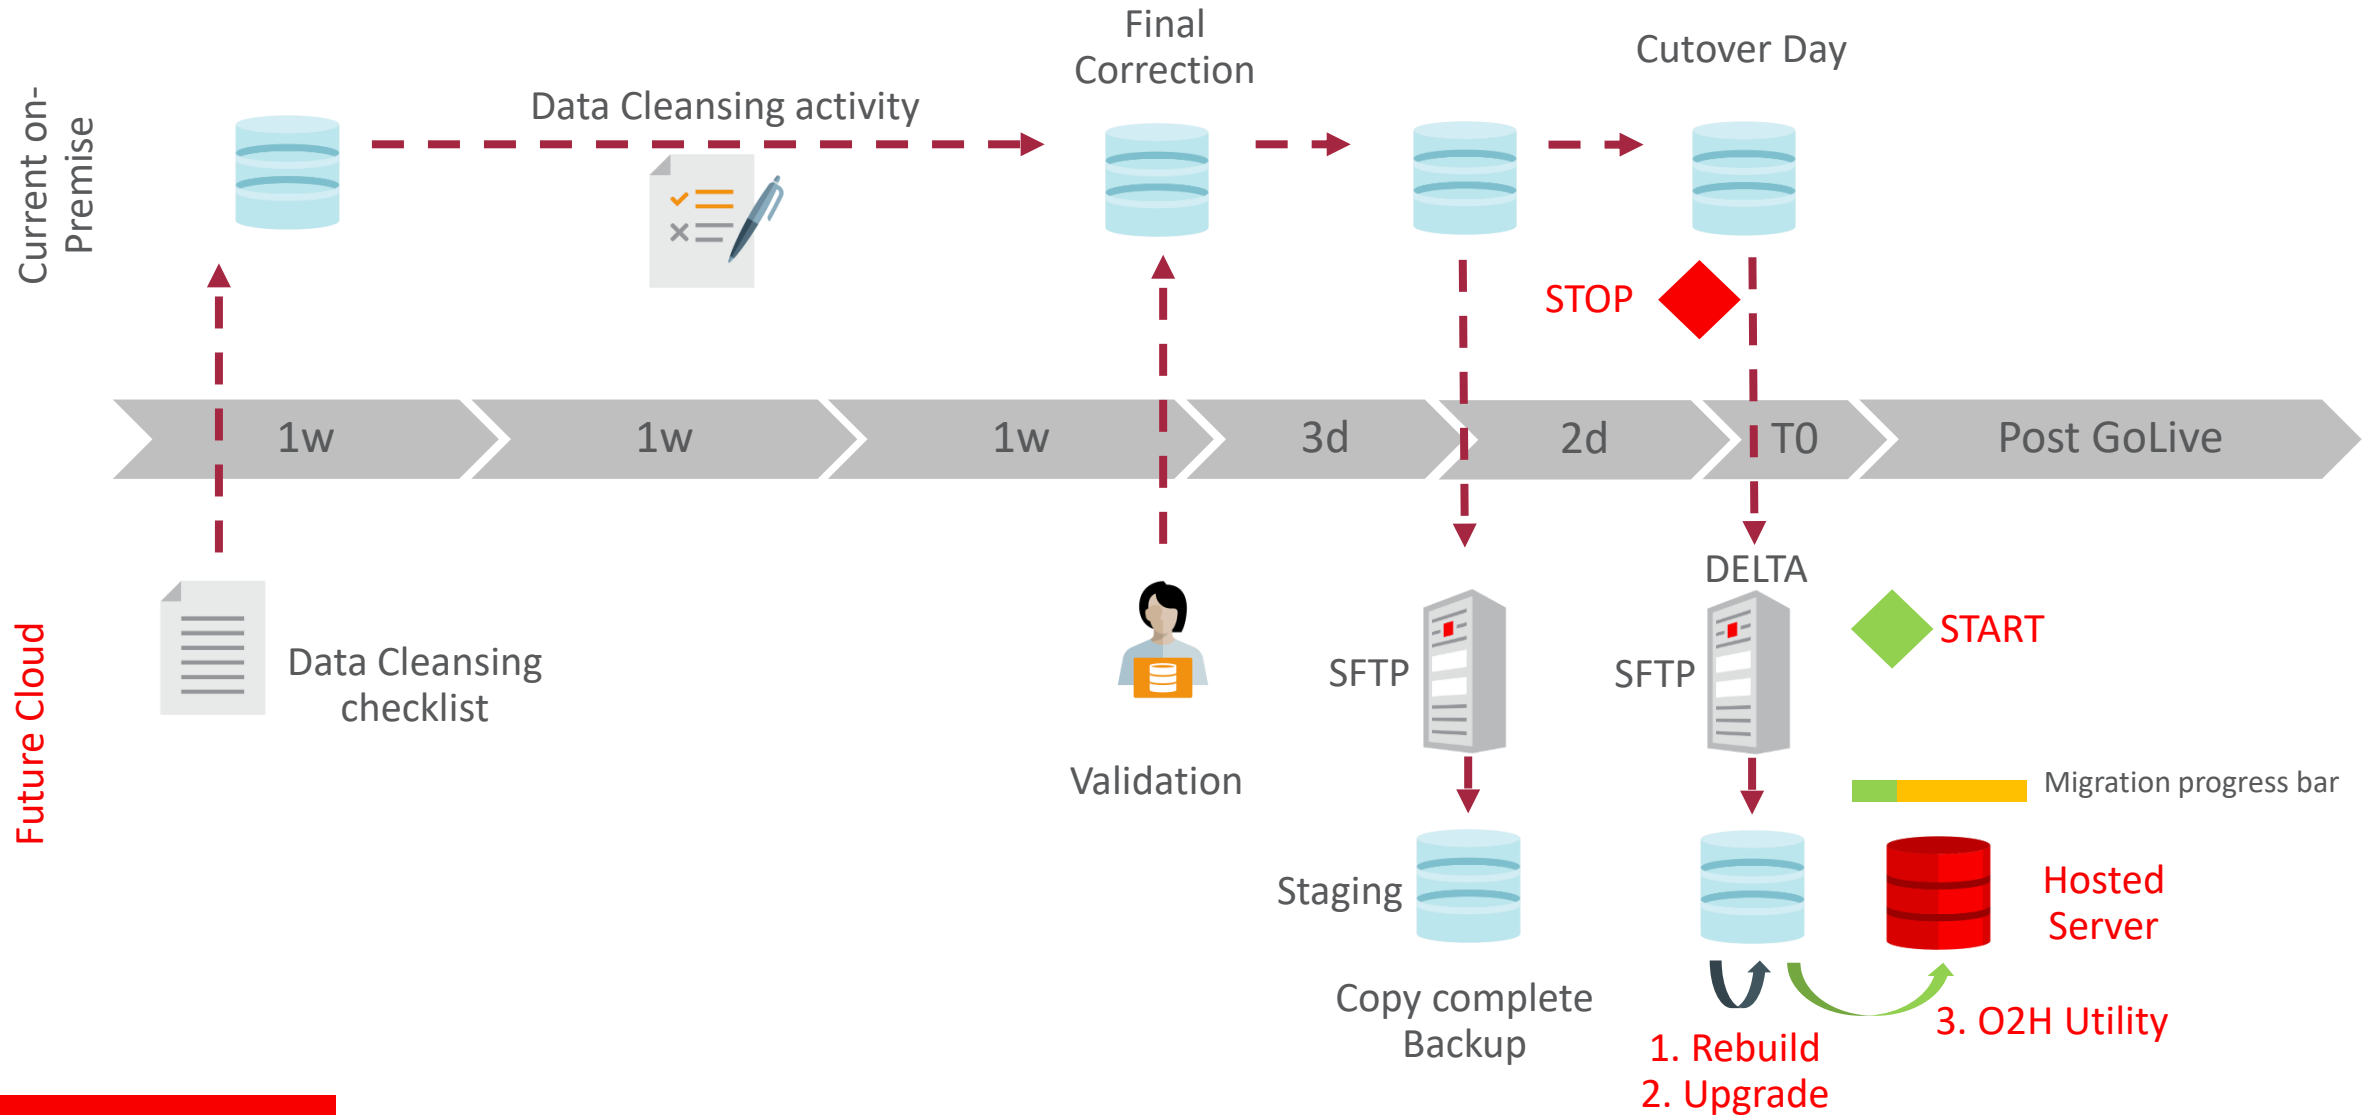 Final
Correction
Cutover Day
Current on-
Premise
Data Cleansing activity
STOP
1w
1w
1w
3d
2d
T0
Post GoLive
Future Cloud
Data Cleansing
checklist
Validation
SFTP
DELTA
SFTP
START
Migration progress bar
Staging
Hosted
Server
Copy complete
Backup
1. Rebuild
2. Upgrade
3. O2H Utility